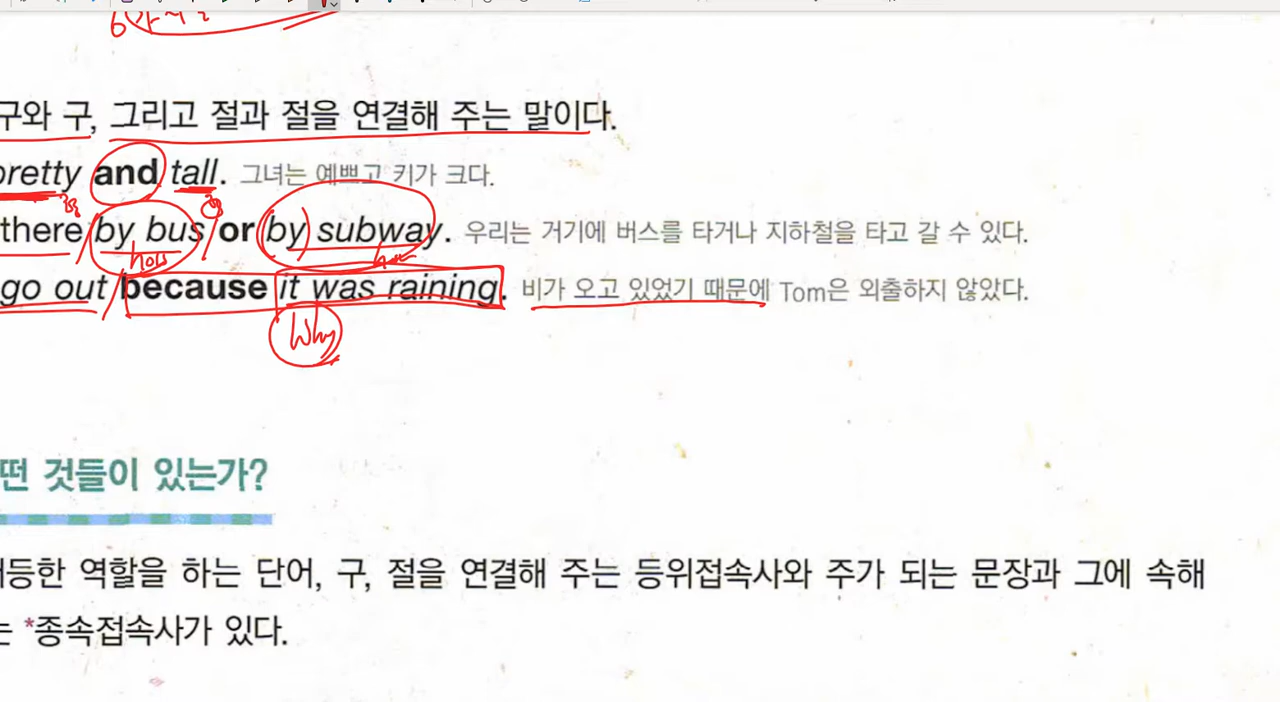 구와 구, 그리고 절과 절을 연결해 주는 말이다.
pretty and tall. 그녀는 예쁘고 키가 크다.
there by bus or by subway. 우리는 거기에 버스를 타거나 지하철을 타고 갈 수 있다.
how
go out because it was raining. 비가 오고 있었기 때문에 Tom은 외출하지 않았다.
Why
떤 것들이 있는가?
등한 역할을 하는 단어, 구, 절을 연결해 주는 등위접속사와 주가 되는 문장과 그에 속해
는 *종속접속사가 있다.